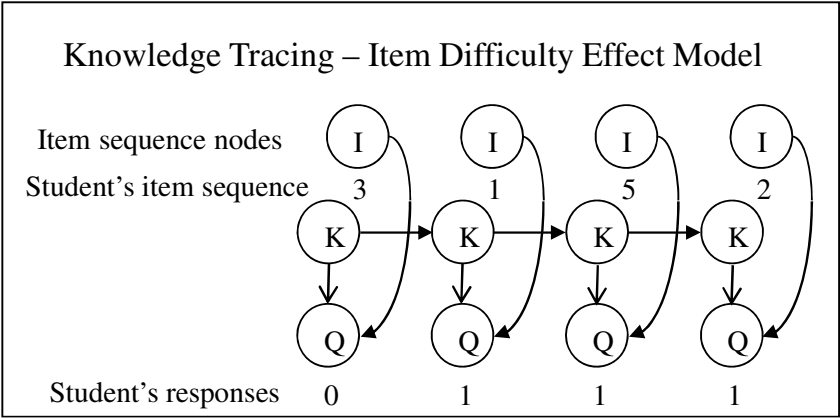 Knowledge Tracing – Item Difficulty Effect Model
Item sequence nodes I I I I
Student's item sequence 3 1 5 2
K K K K
Q Q Q Q
Student's responses 0 1 1 1